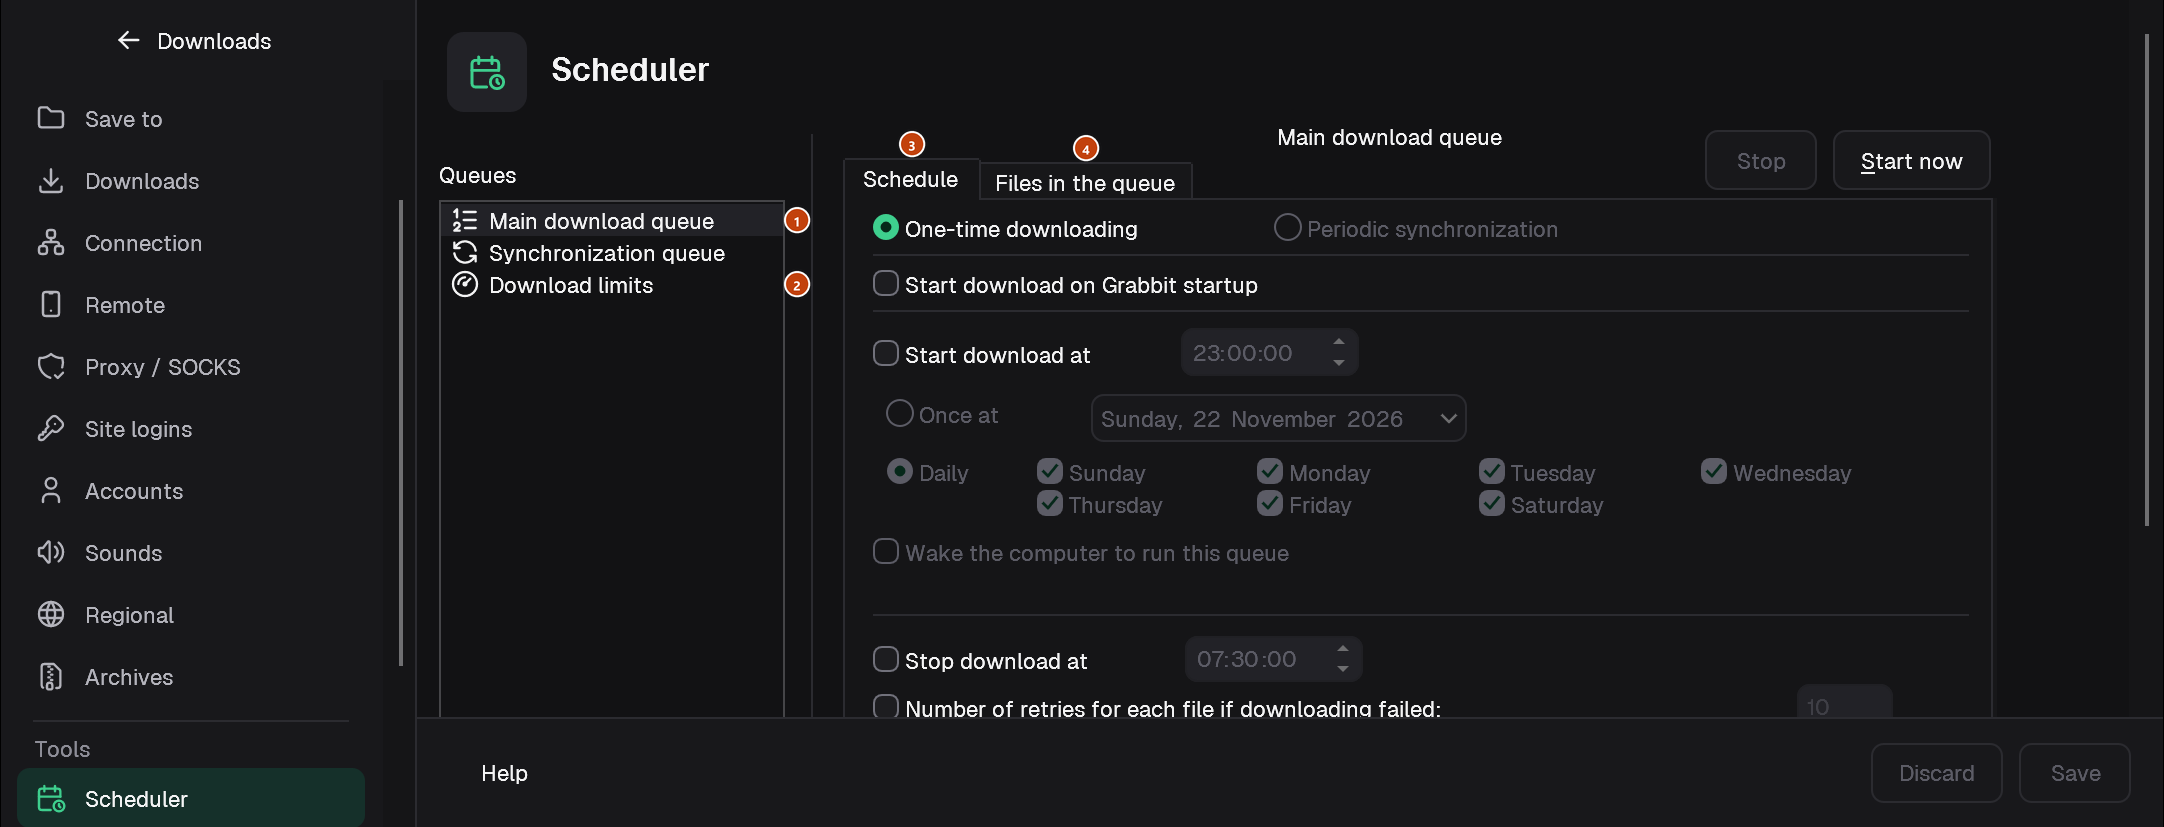 Downloads
Save to
Downloads
Connection
Remote
Proxy / SOCKS
Site logins
Accounts
Sounds
Regional
Archives
Tools
Scheduler
Scheduler
Queues
Main download queue
1
Synchronization queue
Download limits
2
3
4
Main download queue
Stop
Start now
Schedule
Files in the queue
One-time downloading
Periodic synchronization
Start download on Grabbit startup
Start download at
23:00:00
Once at
Sunday, 22 November 2026
Daily
Sunday
Monday
Tuesday
Wednesday
Thursday
Friday
Saturday
Wake the computer to run this queue
Stop download at
07:30:00
Number of retries for each file if downloading failed:
10
Help
Discard
Save